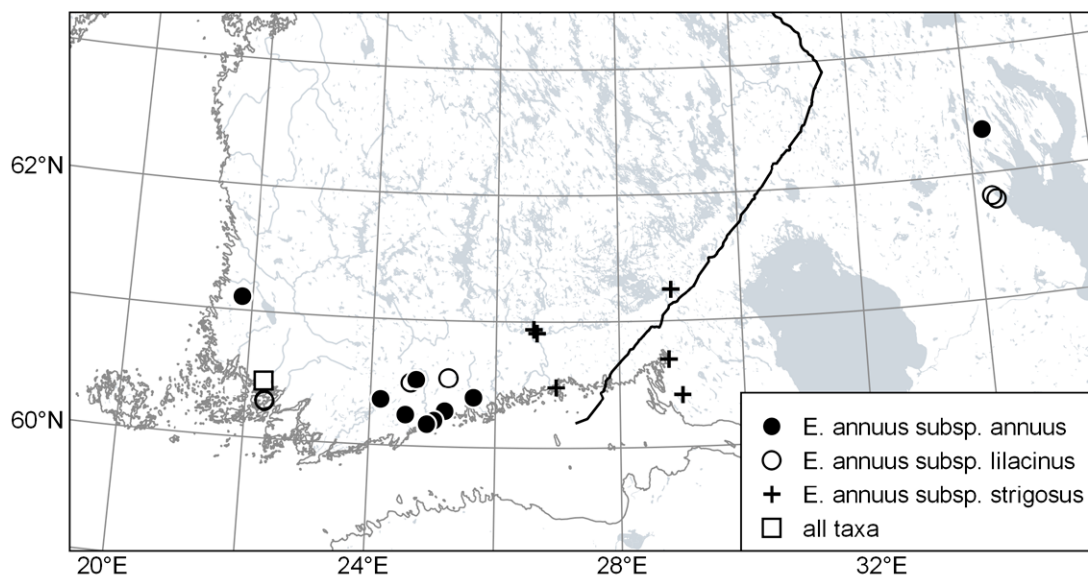 62°N
60°N
E. annuus subsp. annuus
E. annuus subsp. lilacinus
E. annuus subsp. strigosus
all taxa
20°E 24°E 28°E 32°E